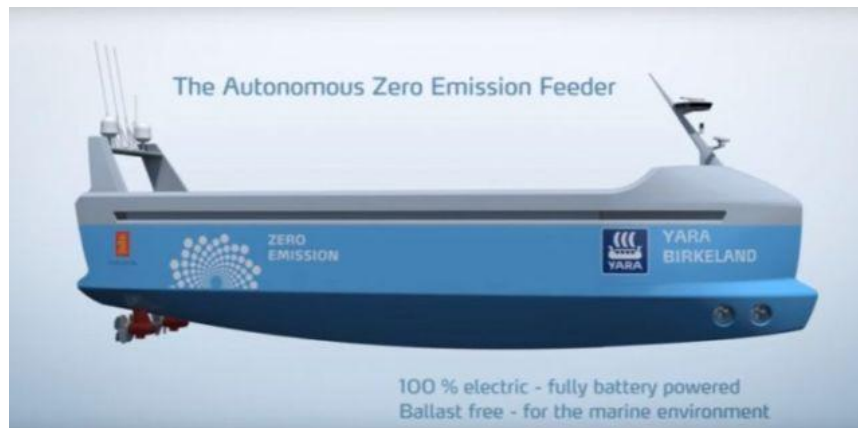 The Autonomous Zero Emission Feeder
ZERO
EMISSION
YARA
YARA
BIRKELAND
100 % electric - fully battery powered
Ballast free - for the marine environment